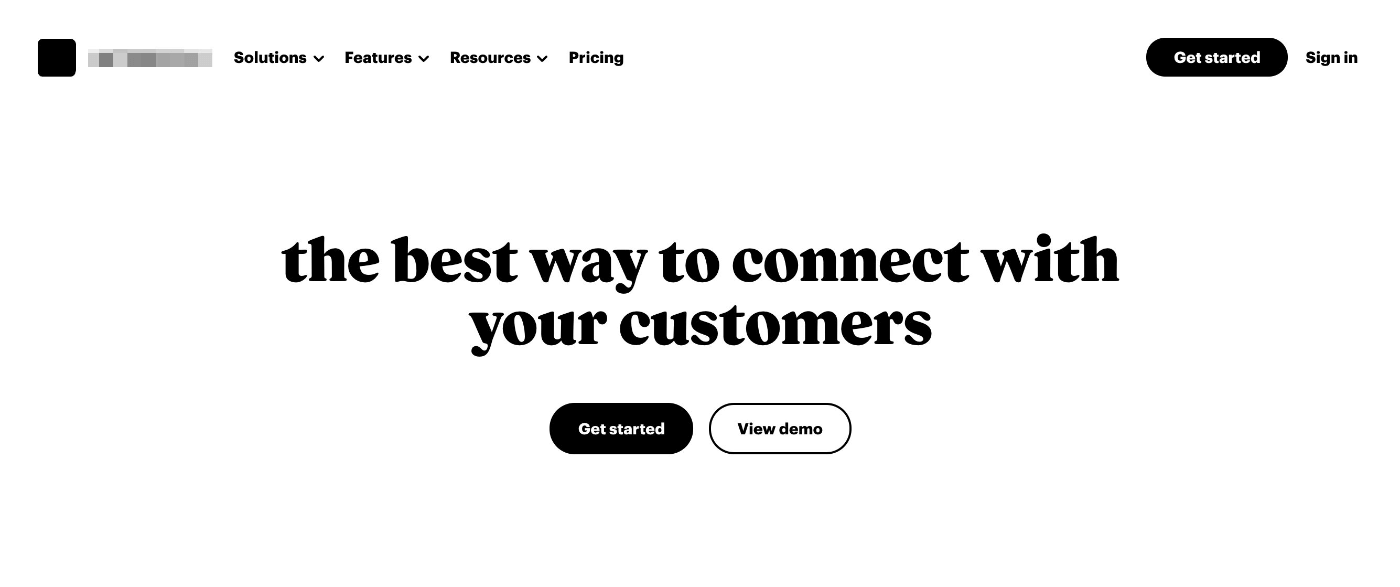 Solutions Features Resources Pricing Get started Sign in
the best way to connect with
your customers
Get started View demo